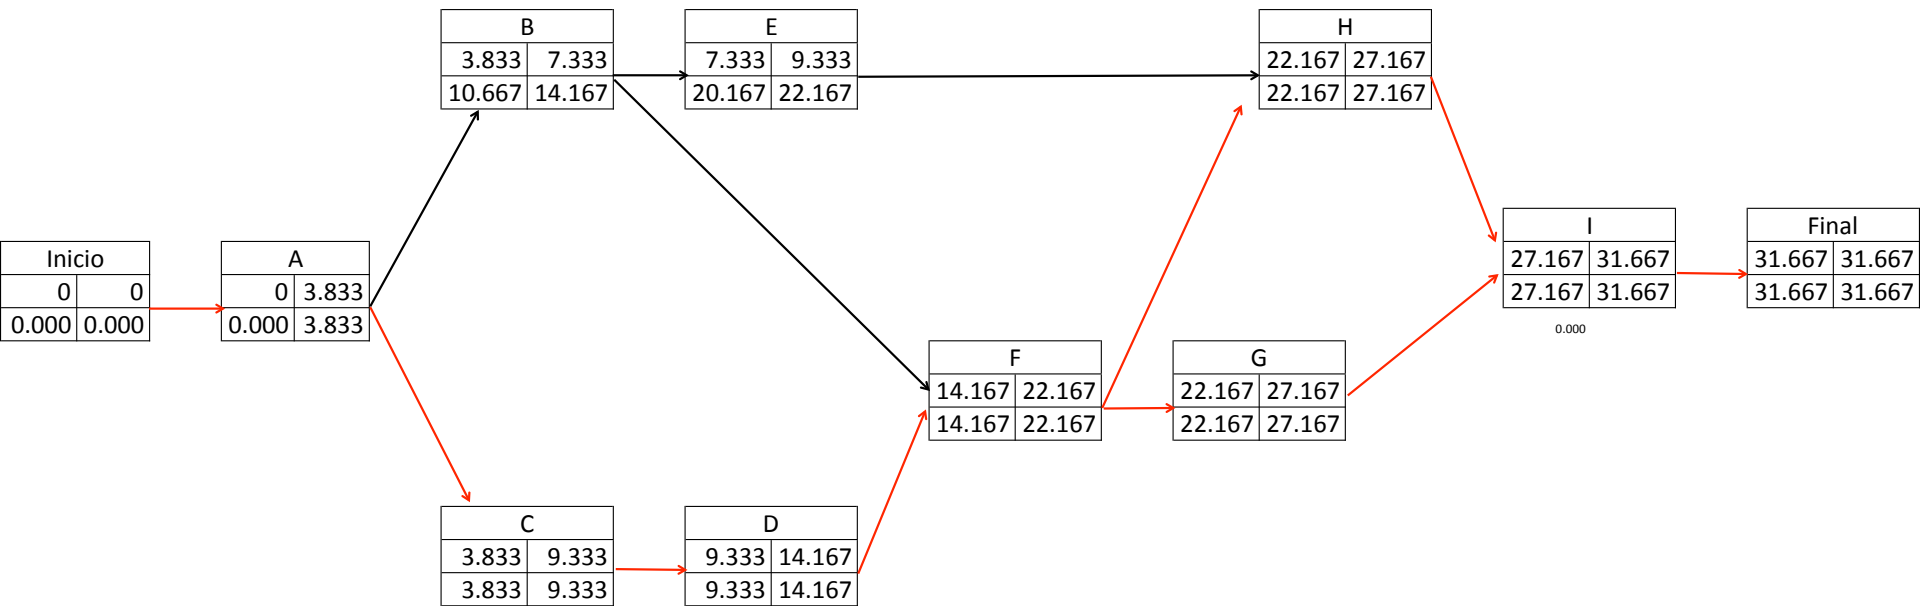 B
3.833 7.333
10.667 14.167
E
7.333 9.333
20.167 22.167
H
22.167 27.167
22.167 27.167
Inicio
0 0
0.000 0.000
A
0 3.833
0.000 3.833
I
27.167 31.667
27.167 31.667
0.000
Final
31.667 31.667
31.667 31.667
F
14.167 22.167
14.167 22.167
G
22.167 27.167
22.167 27.167
C
3.833 9.333
3.833 9.333
D
9.333 14.167
9.333 14.167